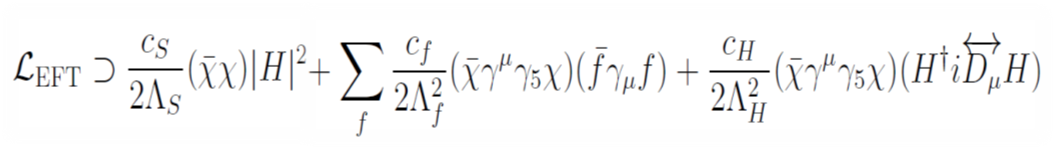 $\mathcal{L}_{\mathrm{EFT}} \supset \frac{c_S}{2\Lambda_S}(\bar{\chi}\chi)|H|^2 + \sum_f \frac{c_f}{2\Lambda_f^2}(\bar{\chi}\gamma^\mu\gamma_5\chi)(\bar{f}\gamma_\mu f) + \frac{c_H}{2\Lambda_H^2}(\bar{\chi}\gamma^\mu\gamma_5\chi)(H^\dagger i\overleftrightarrow{D}_\mu H)$